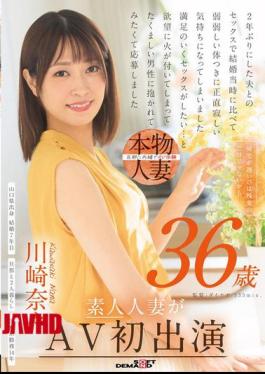 2年ぶりにした夫との
セックスで結婚当時に比べて
弱弱しい体つきに正直寂しい
気持ちになってしまいました
満足のいくセックスがしたい…と
欲望に火が付いてしまって
たくましい男性に抱かれて
みたくて応募しました
本物人妻
36歳
川崎奈
素人人妻が
AV初出演
山口県出身 結婚7年目
JAVHD
SOFT
DEMAND